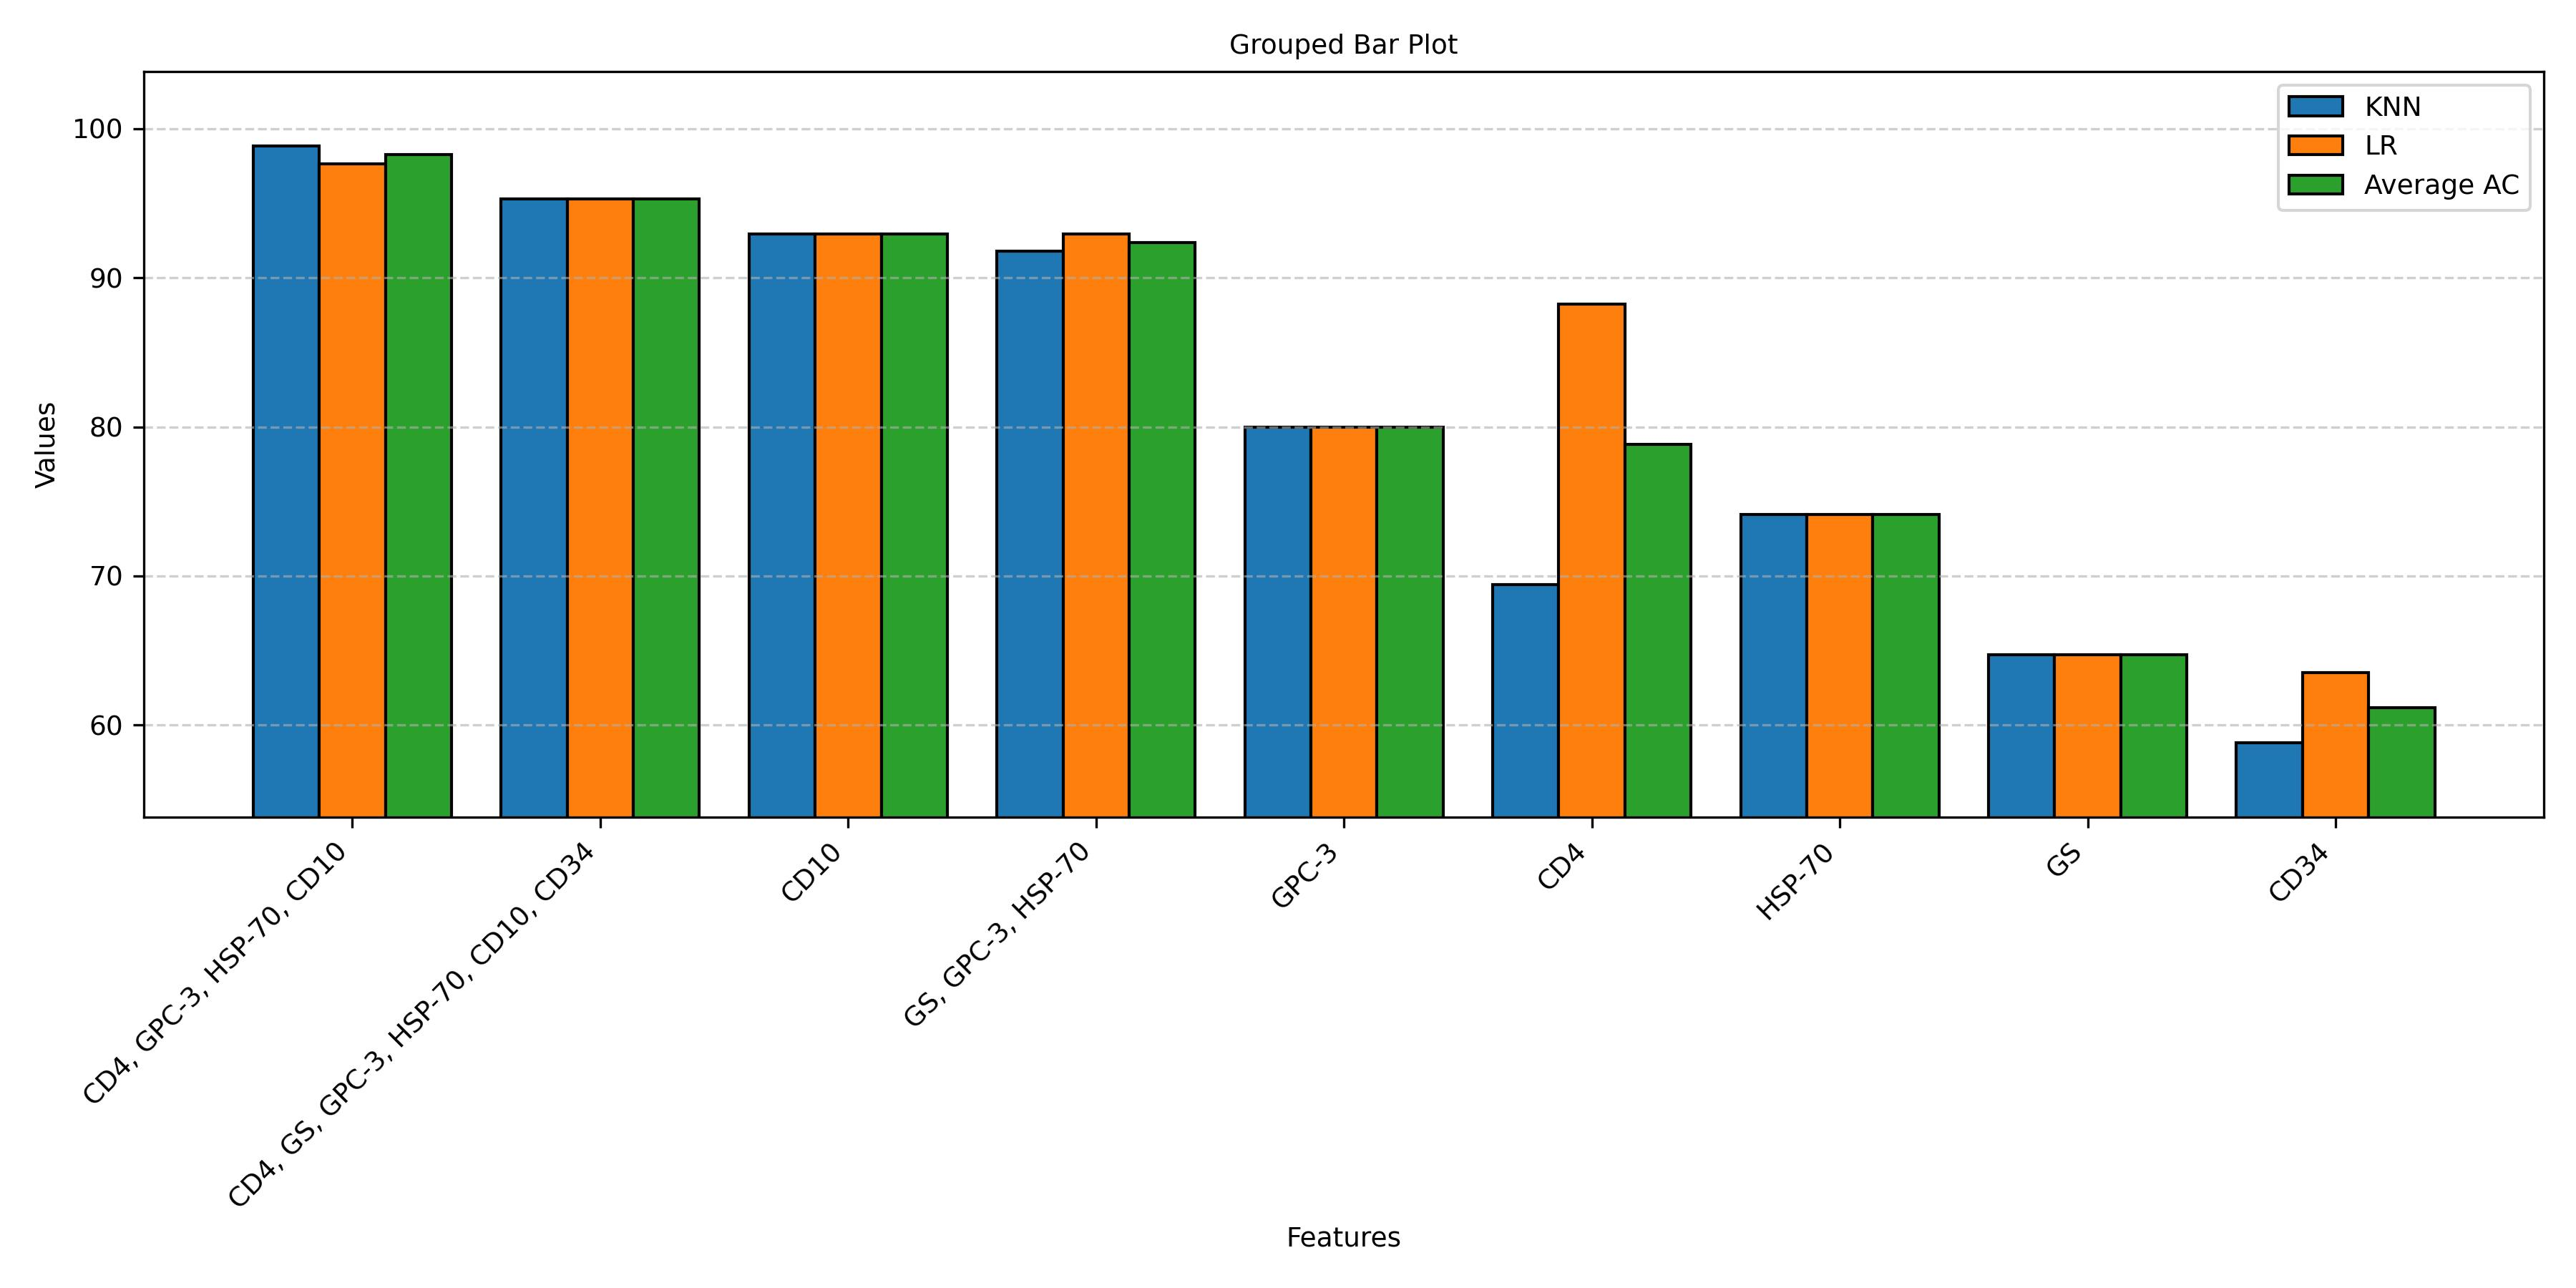 Grouped Bar Plot
KNN
LR
Average AC
Values
100
90
80
70
60
CD4, GPC-3, HSP-70, CD10
CD4, GS, GPC-3, HSP-70, CD10, CD34
CD10
GS, GPC-3, HSP-70
GPC-3
CD4
HSP-70
GS
CD34
Features